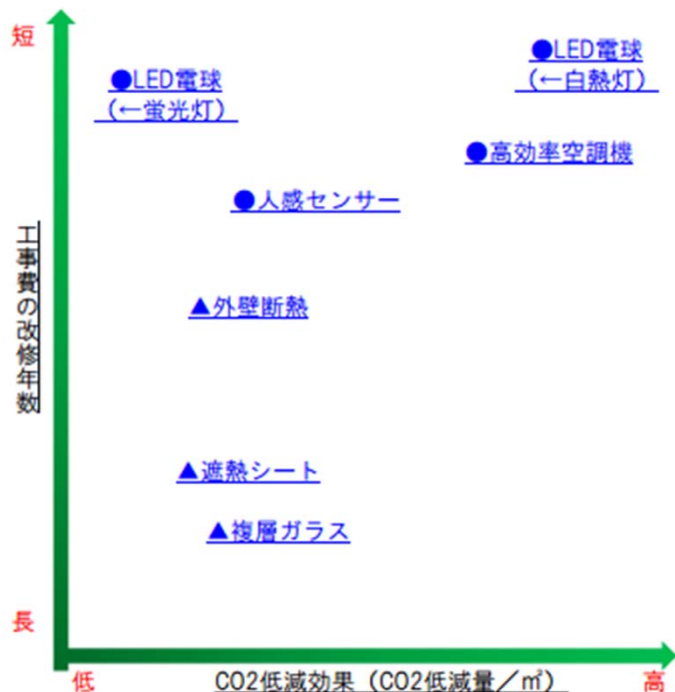 短
●LED電球
（←白熱灯）
●LED電球
（←蛍光灯）
●高効率空調機
●人感センサー
工事費の改修年数
▲外壁断熱
▲遮熱シート
▲複層ガラス
長
低
CO2低減効果（CO2低減量／㎡）
高